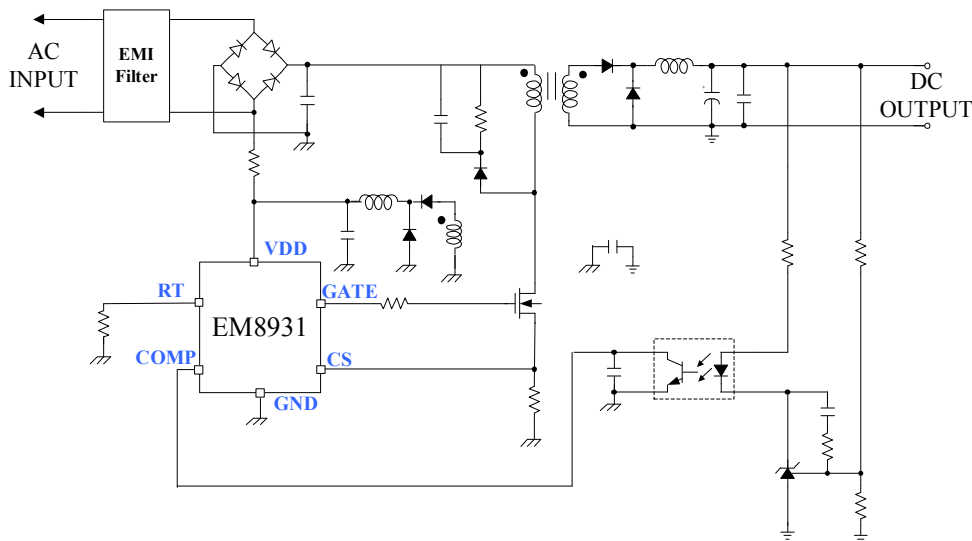 AC
INPUT
EMI
Filter
DC
OUTPUT
VDD
RT
GATE
EM8931
COMP
CS
GND
+